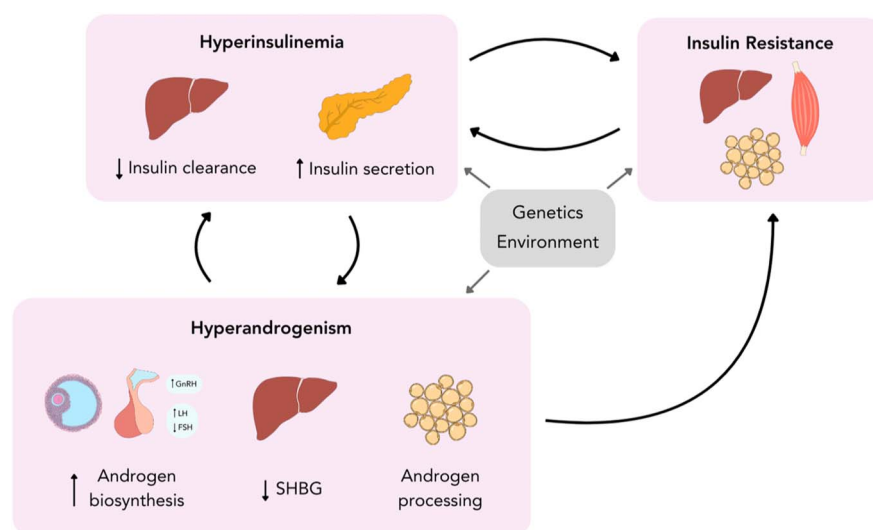 Hyperinsulinemia
↓ Insulin clearance
↑ Insulin secretion
Insulin Resistance
Genetics
Environment
Hyperandrogenism
↑GnRH
↑LH
↓FSH
↑ Androgen
biosynthesis
↓ SHBG
Androgen
processing